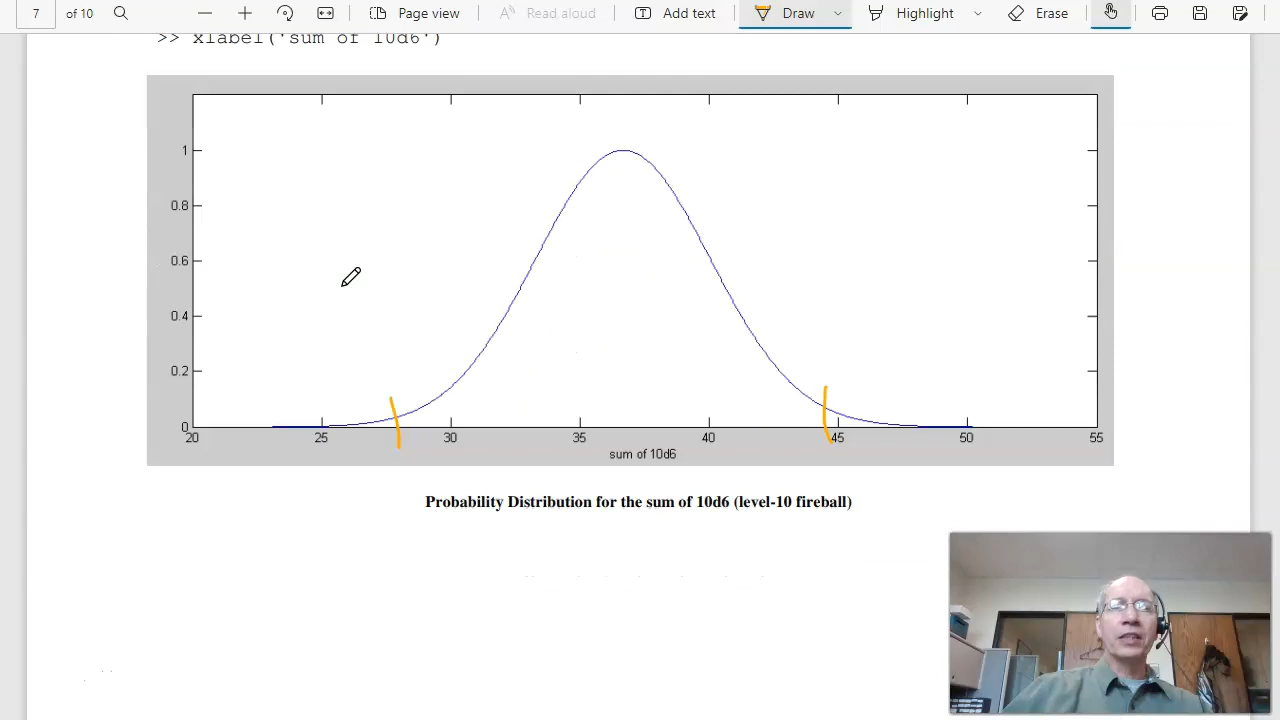 7 of 10 Page view Read aloud Add text Draw Highlight Erase
>> xlabel('sum of 10d6')
1
0.8
0.6
0.4
0.2
0
20 25 30 35 40 45 50 55
sum of 10d6
Probability Distribution for the sum of 10d6 (level-10 fireball)